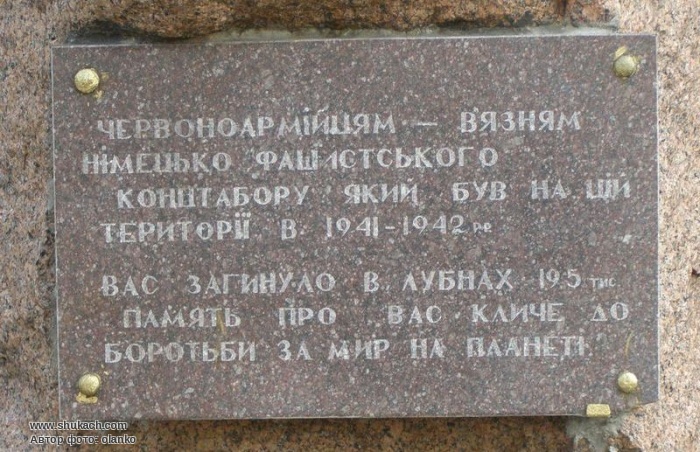 ЧЕРВОНОАРМІЙЦЯМ — В'ЯЗНЯМ
НІМЕЦЬКО ФАШИСТСЬКОГО
КОНЦТАБОРУ ЯКИЙ БУВ НА ЦІЙ
ТЕРИТОРІЇ В 1941-1942 рр.
ВАС ЗАГИНУЛО В ЛУБНАХ - 19.5 тис.
ПАМЯТЬ ПРО ВАС КЛИЧЕ ДО
БОРОТЬБИ ЗА МИР НА ПЛАНЕТІ.
www.shukach.com
Автор фото: olanko